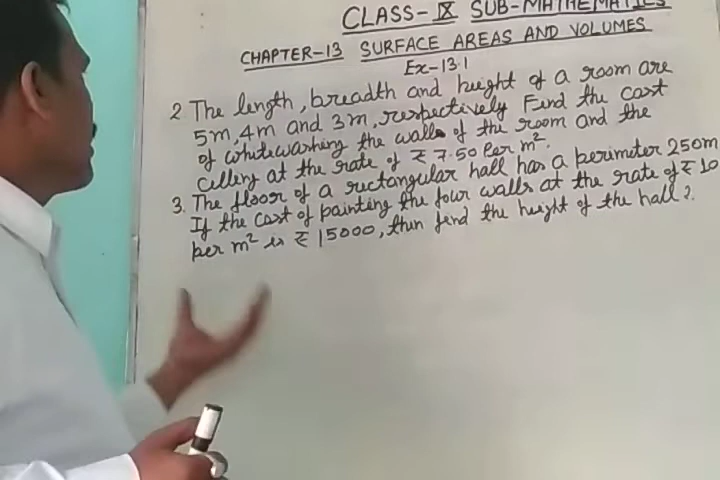 CLASS-IX SUB-MATHEMATICS
CHAPTER-13 SURFACE AREAS AND VOLUMES
Ex-13.1
2 The length, breadth and height of a room are
5m, 4m and 3m, respectively Find the cost
of whitewashing the walls of the room and the
cellery at the rate of ₹ 7.50 Per m².
3. The floor of a rectangular hall has a perimeter 250m
If the cost of painting the four walls at the rate of ₹ 10
per m² is ₹ 15000, then find the height of the hall?